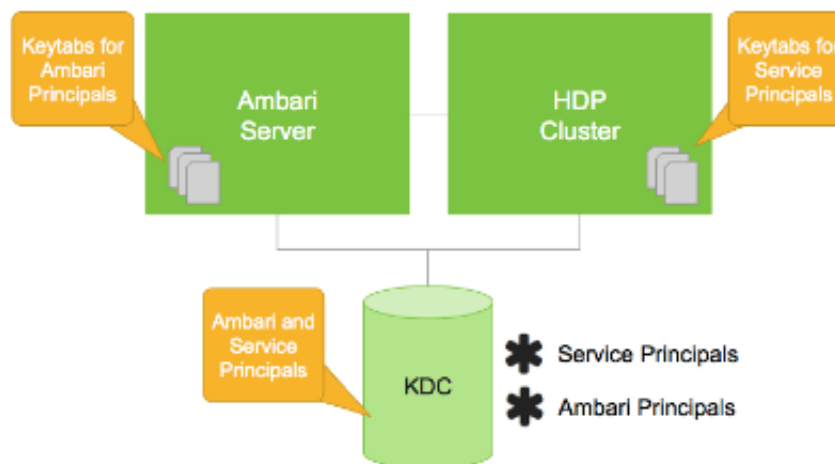 Keytabs for
Ambari
Principals
Ambari
Server
HDP
Cluster
Keytabs for
Service
Principals
Ambari and
Service
Principals
KDC
Service Principals
Ambari Principals